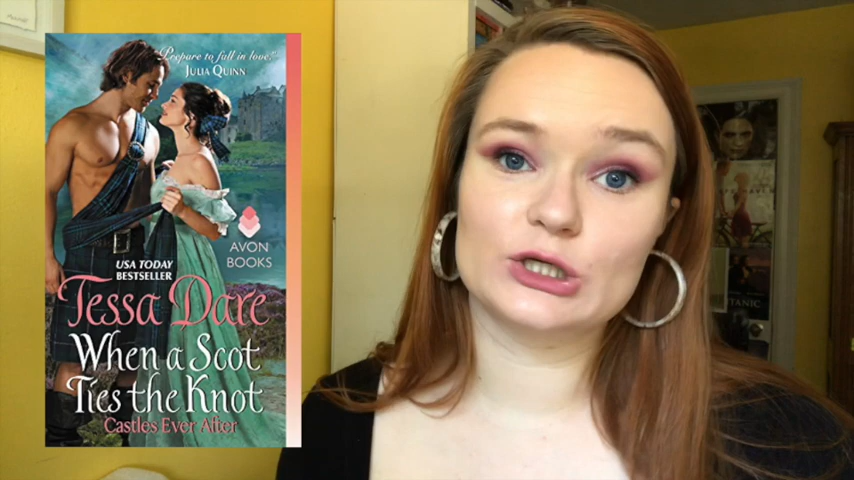 "Prepare to fall in love."
JULIA QUINN
AVON
BOOKS
USA TODAY
BESTSELLER
Tessa Dare
When a Scot
Ties the Knot
Castles Ever After